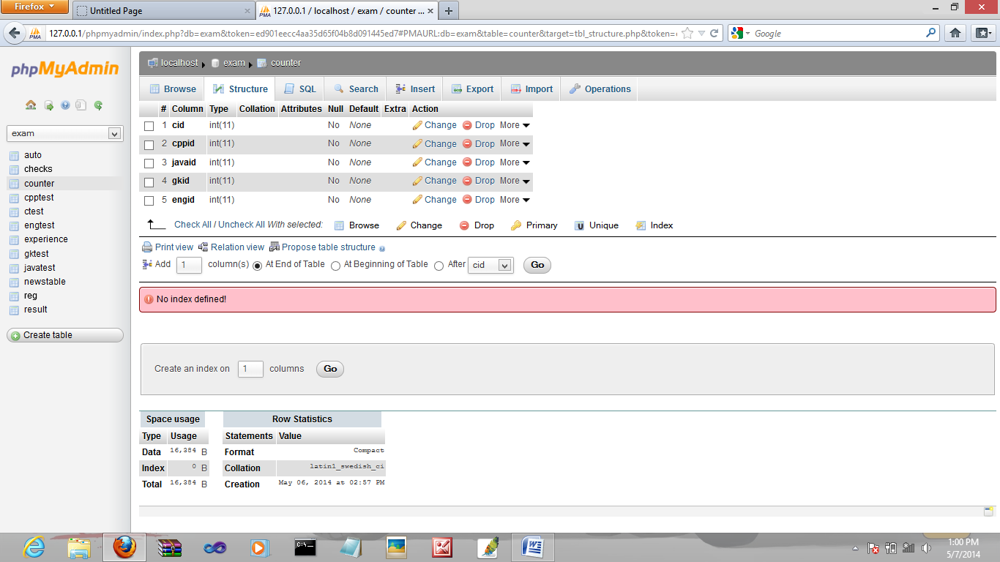 Firefox
Untitled Page
127.0.0.1 / localhost / exam / counter ...
127.0.0.1/phpmyadmin/index.php?db=exam&token=ed901eecc4aa35d65f04b8d091445ed7#PMAURL:db=exam&table=counter&target=tbl_structure.php&token=
Google
phpMyAdmin
localhost exam counter
Browse Structure SQL Search Insert Export Import Operations
# Column Type Collation Attributes Null Default Extra Action
1 cid int(11) No None Change Drop More
2 cppid int(11) No None Change Drop More
3 javaid int(11) No None Change Drop More
4 gkid int(11) No None Change Drop More
5 engid int(11) No None Change Drop More
Check All / Uncheck All With selected: Browse Change Drop Primary Unique Index
Print view Relation view Propose table structure
Add 1 column(s) At End of Table At Beginning of Table After cid Go
No index defined!
Create an index on 1 columns Go
exam
auto
checks
counter
cpptest
ctest
engtest
experience
gktest
javatest
newstable
reg
result
Create table
Space usage
Type Usage
Data 16,384 B
Index 0 B
Total 16,384 B
Row Statistics
Statements Value
Format Compact
Collation latin1_swedish_ci
Creation May 06, 2014 at 02:57 PM
1:00 PM
5/7/2014